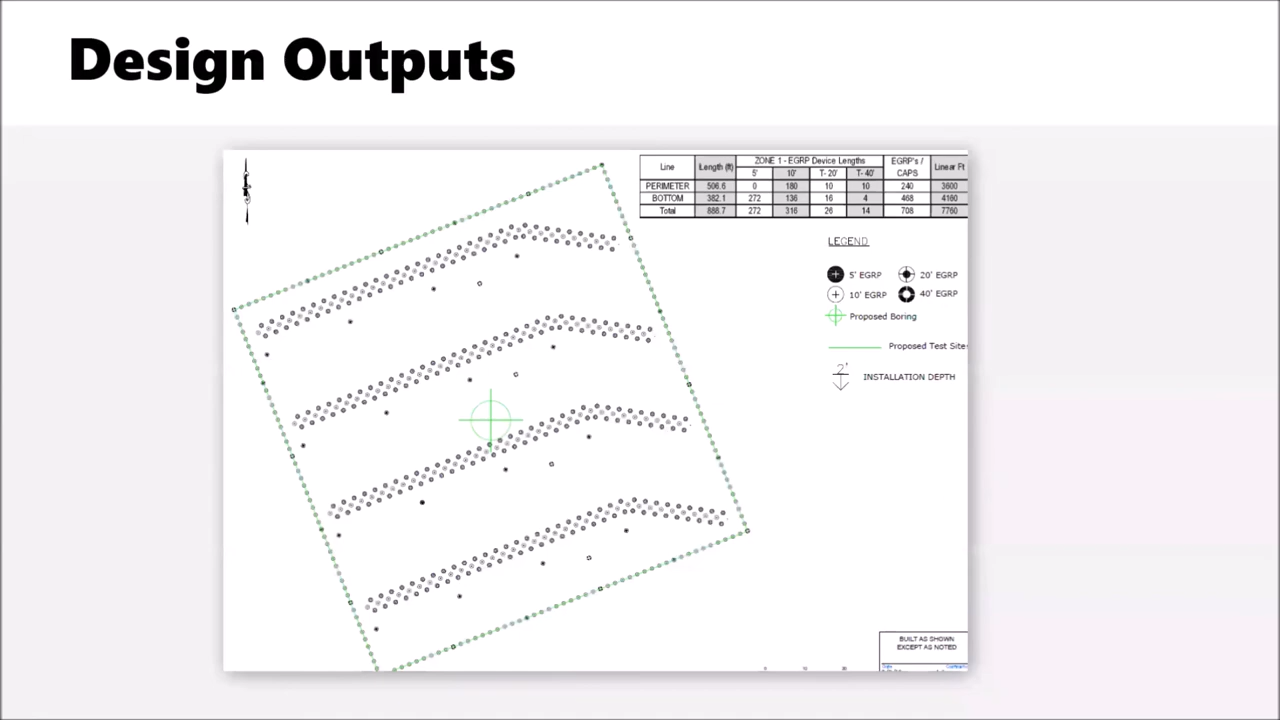 Design Outputs
Line Length (ft) ZONE 1 - EGRP Device Lengths EGRP's / CAPS Linear Ft
5' 10' T- 20' T- 40'
PERIMETER 506.6 0 180 10 10 240 3600
BOTTOM 382.1 272 136 16 4 468 4160
Total 888.7 272 316 26 14 708 7760
LEGEND
5' EGRP 20' EGRP
10' EGRP 40' EGRP
Proposed Boring
Proposed Test Sites
2' INSTALLATION DEPTH
BUILT AS SHOWN
EXCEPT AS NOTED